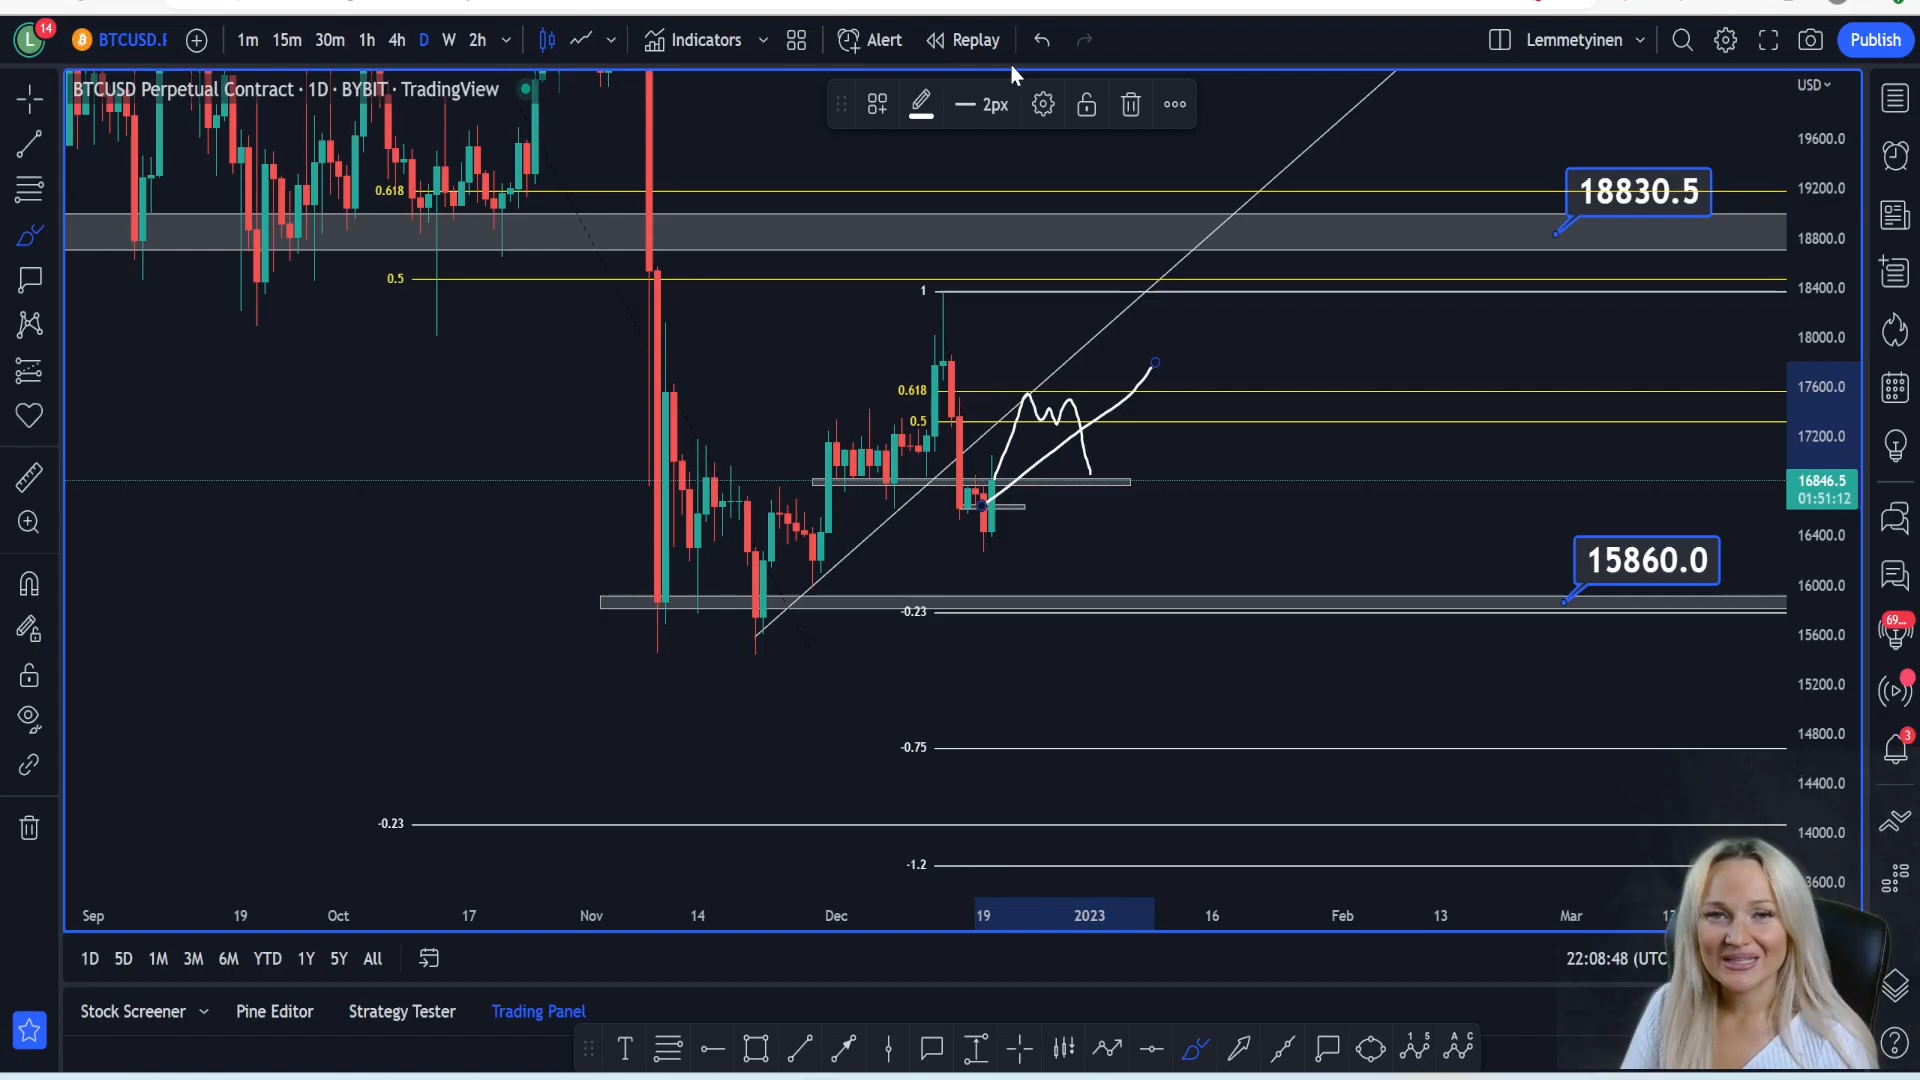 L
14
BTCUSD.F
1m 15m 30m 1h 4h D W 2h
Indicators
Alert
Replay
Lemmetyinen
Publish
BTCUSD Perpetual Contract · 1D · BYBIT · TradingView
2px
USD
19600.0
0.618
19200.0
18830.5
18800.0
0.5
18400.0
1
18000.0
17600.0
0.618
0.5
17200.0
16846.5
01:51:12
16400.0
15860.0
16000.0
-0.23
15600.0
69...
15200.0
-0.75
14800.0
3
14400.0
-0.23
14000.0
-1.2
3600.0
Sep 19 Oct 17 Nov 14 Dec 19 2023 16 Feb 13 Mar
1D 5D 1M 3M 6M YTD 1Y 5Y All
22:08:48 (UTC
Stock Screener
Pine Editor
Strategy Tester
Trading Panel
T
1 5
A C